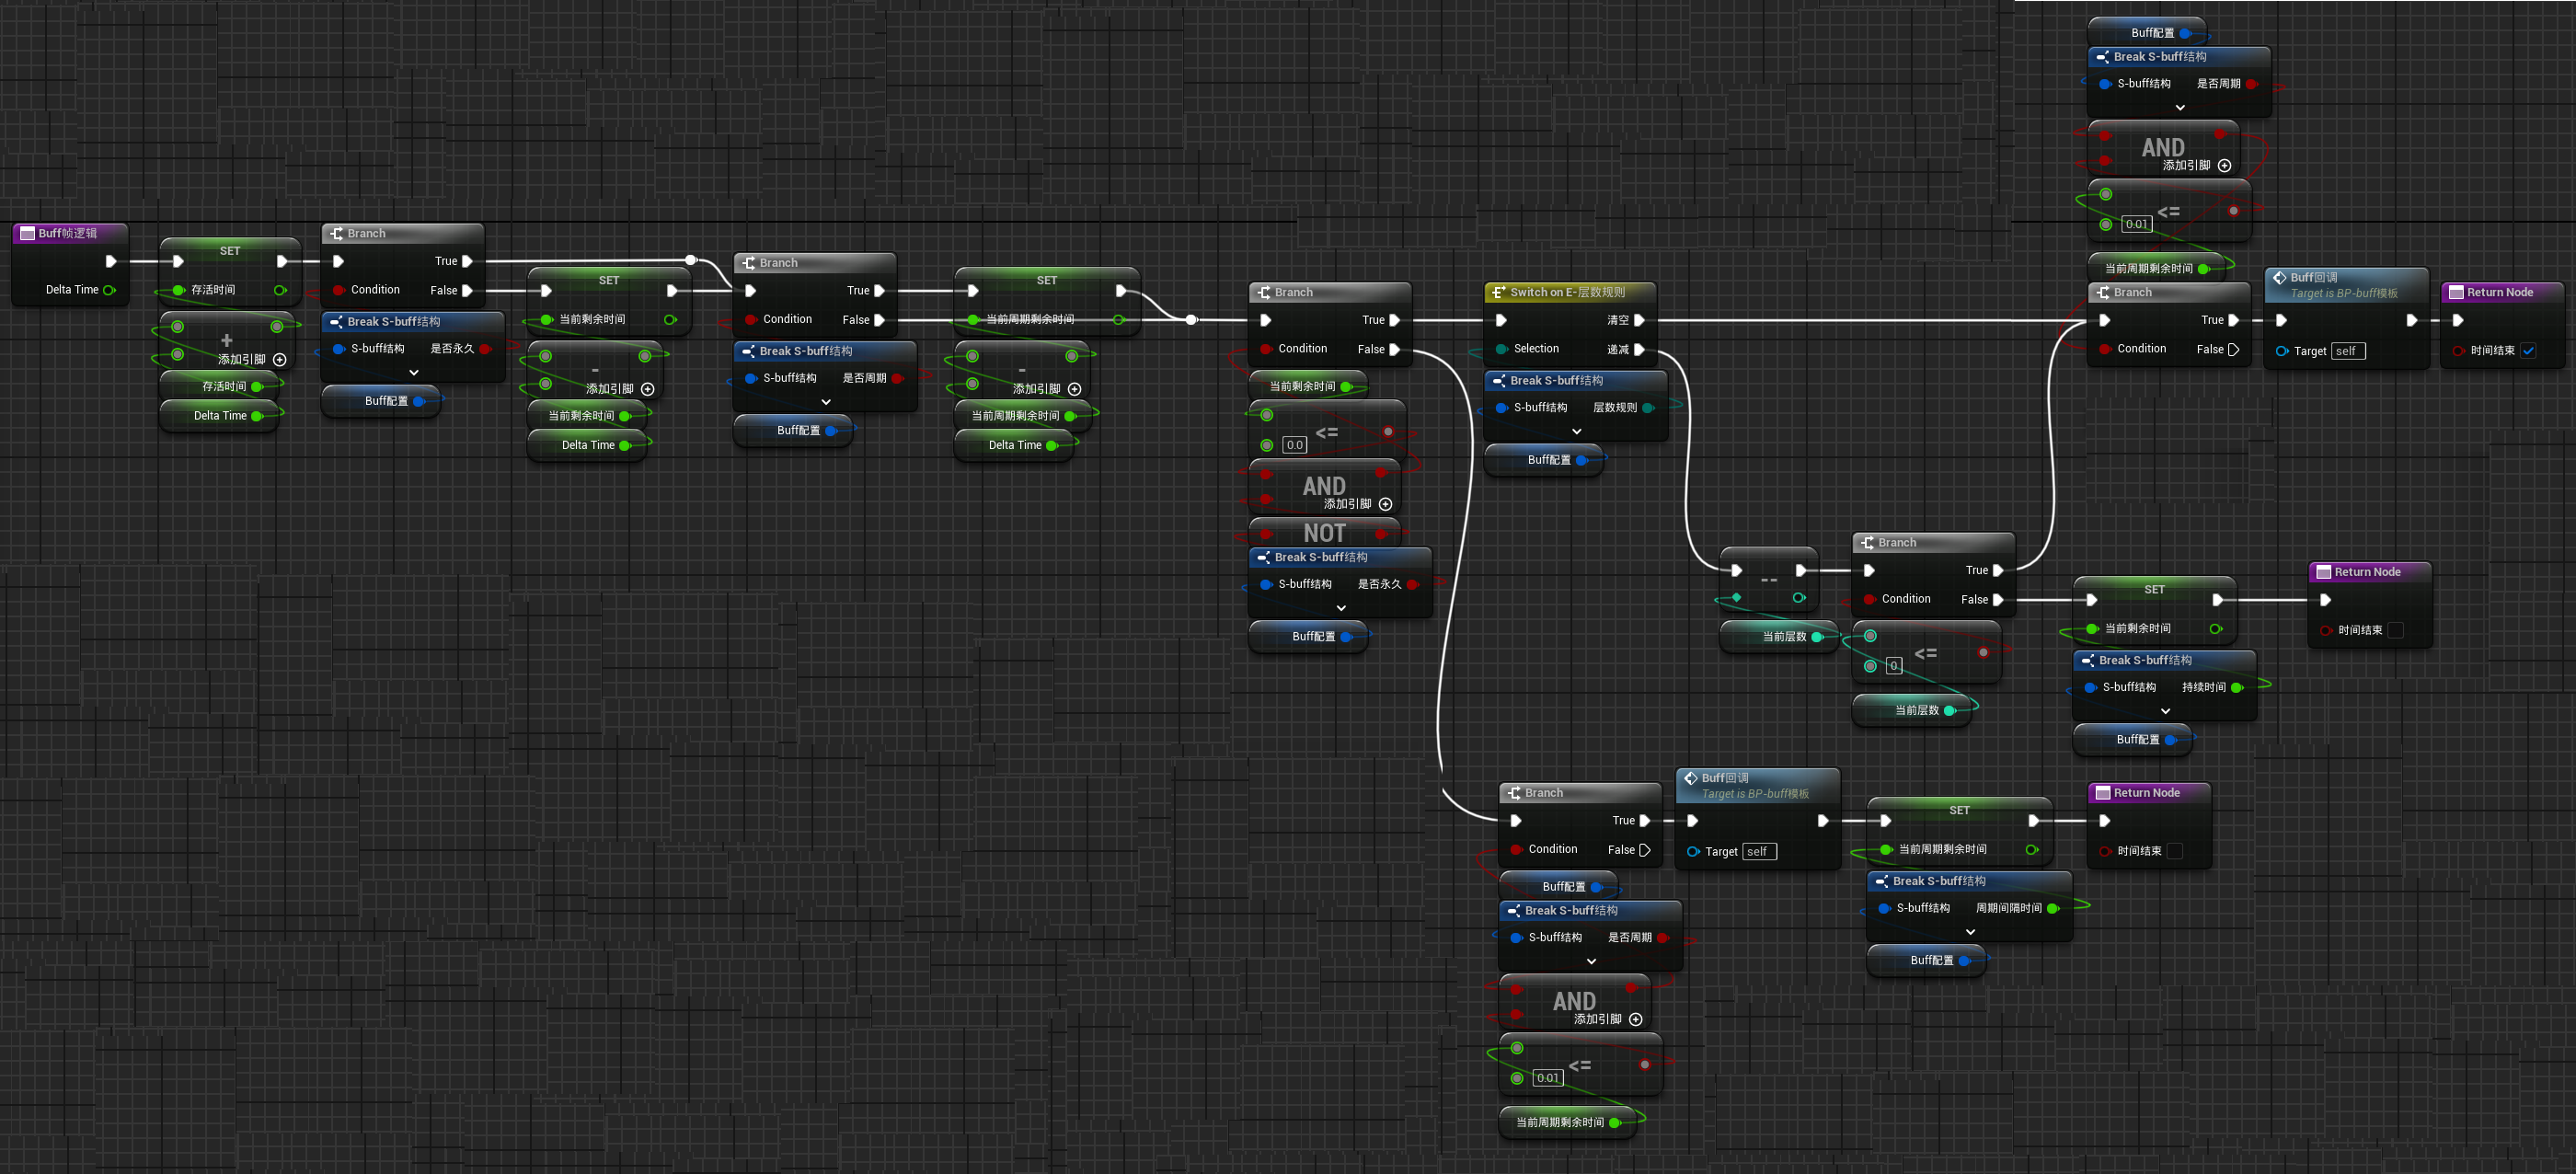 Buff帧逻辑
Delta Time
SET
存活时间
+
添加引脚
存活时间
Delta Time
Branch
True
Condition
False
Break S-buff结构
S-buff结构
是否永久
Buff配置
SET
当前剩余时间
-
添加引脚
当前剩余时间
Delta Time
Branch
True
Condition
False
Break S-buff结构
S-buff结构
是否周期
Buff配置
SET
当前周期剩余时间
-
添加引脚
当前周期剩余时间
Delta Time
Branch
True
Condition
False
当前剩余时间
<=
0.0
AND
添加引脚
NOT
Break S-buff结构
S-buff结构
是否永久
Buff配置
Switch on E-层数规则
清空
Selection
递减
Break S-buff结构
S-buff结构
层数规则
Buff配置
--
当前层数
Branch
True
Condition
False
<=
0
当前层数
Buff配置
Break S-buff结构
S-buff结构
是否周期
AND
添加引脚
<=
0.01
当前周期剩余时间
Branch
True
Condition
False
Buff回调
Target is BP-buff模板
Target
self
Return Node
时间结束
SET
当前剩余时间
Break S-buff结构
S-buff结构
持续时间
Buff配置
Return Node
时间结束
Branch
True
Condition
False
Buff配置
Break S-buff结构
S-buff结构
是否周期
AND
添加引脚
<=
0.01
当前周期剩余时间
Buff回调
Target is BP-buff模板
Target
self
SET
当前周期剩余时间
Break S-buff结构
S-buff结构
周期间隔时间
Buff配置
Return Node
时间结束